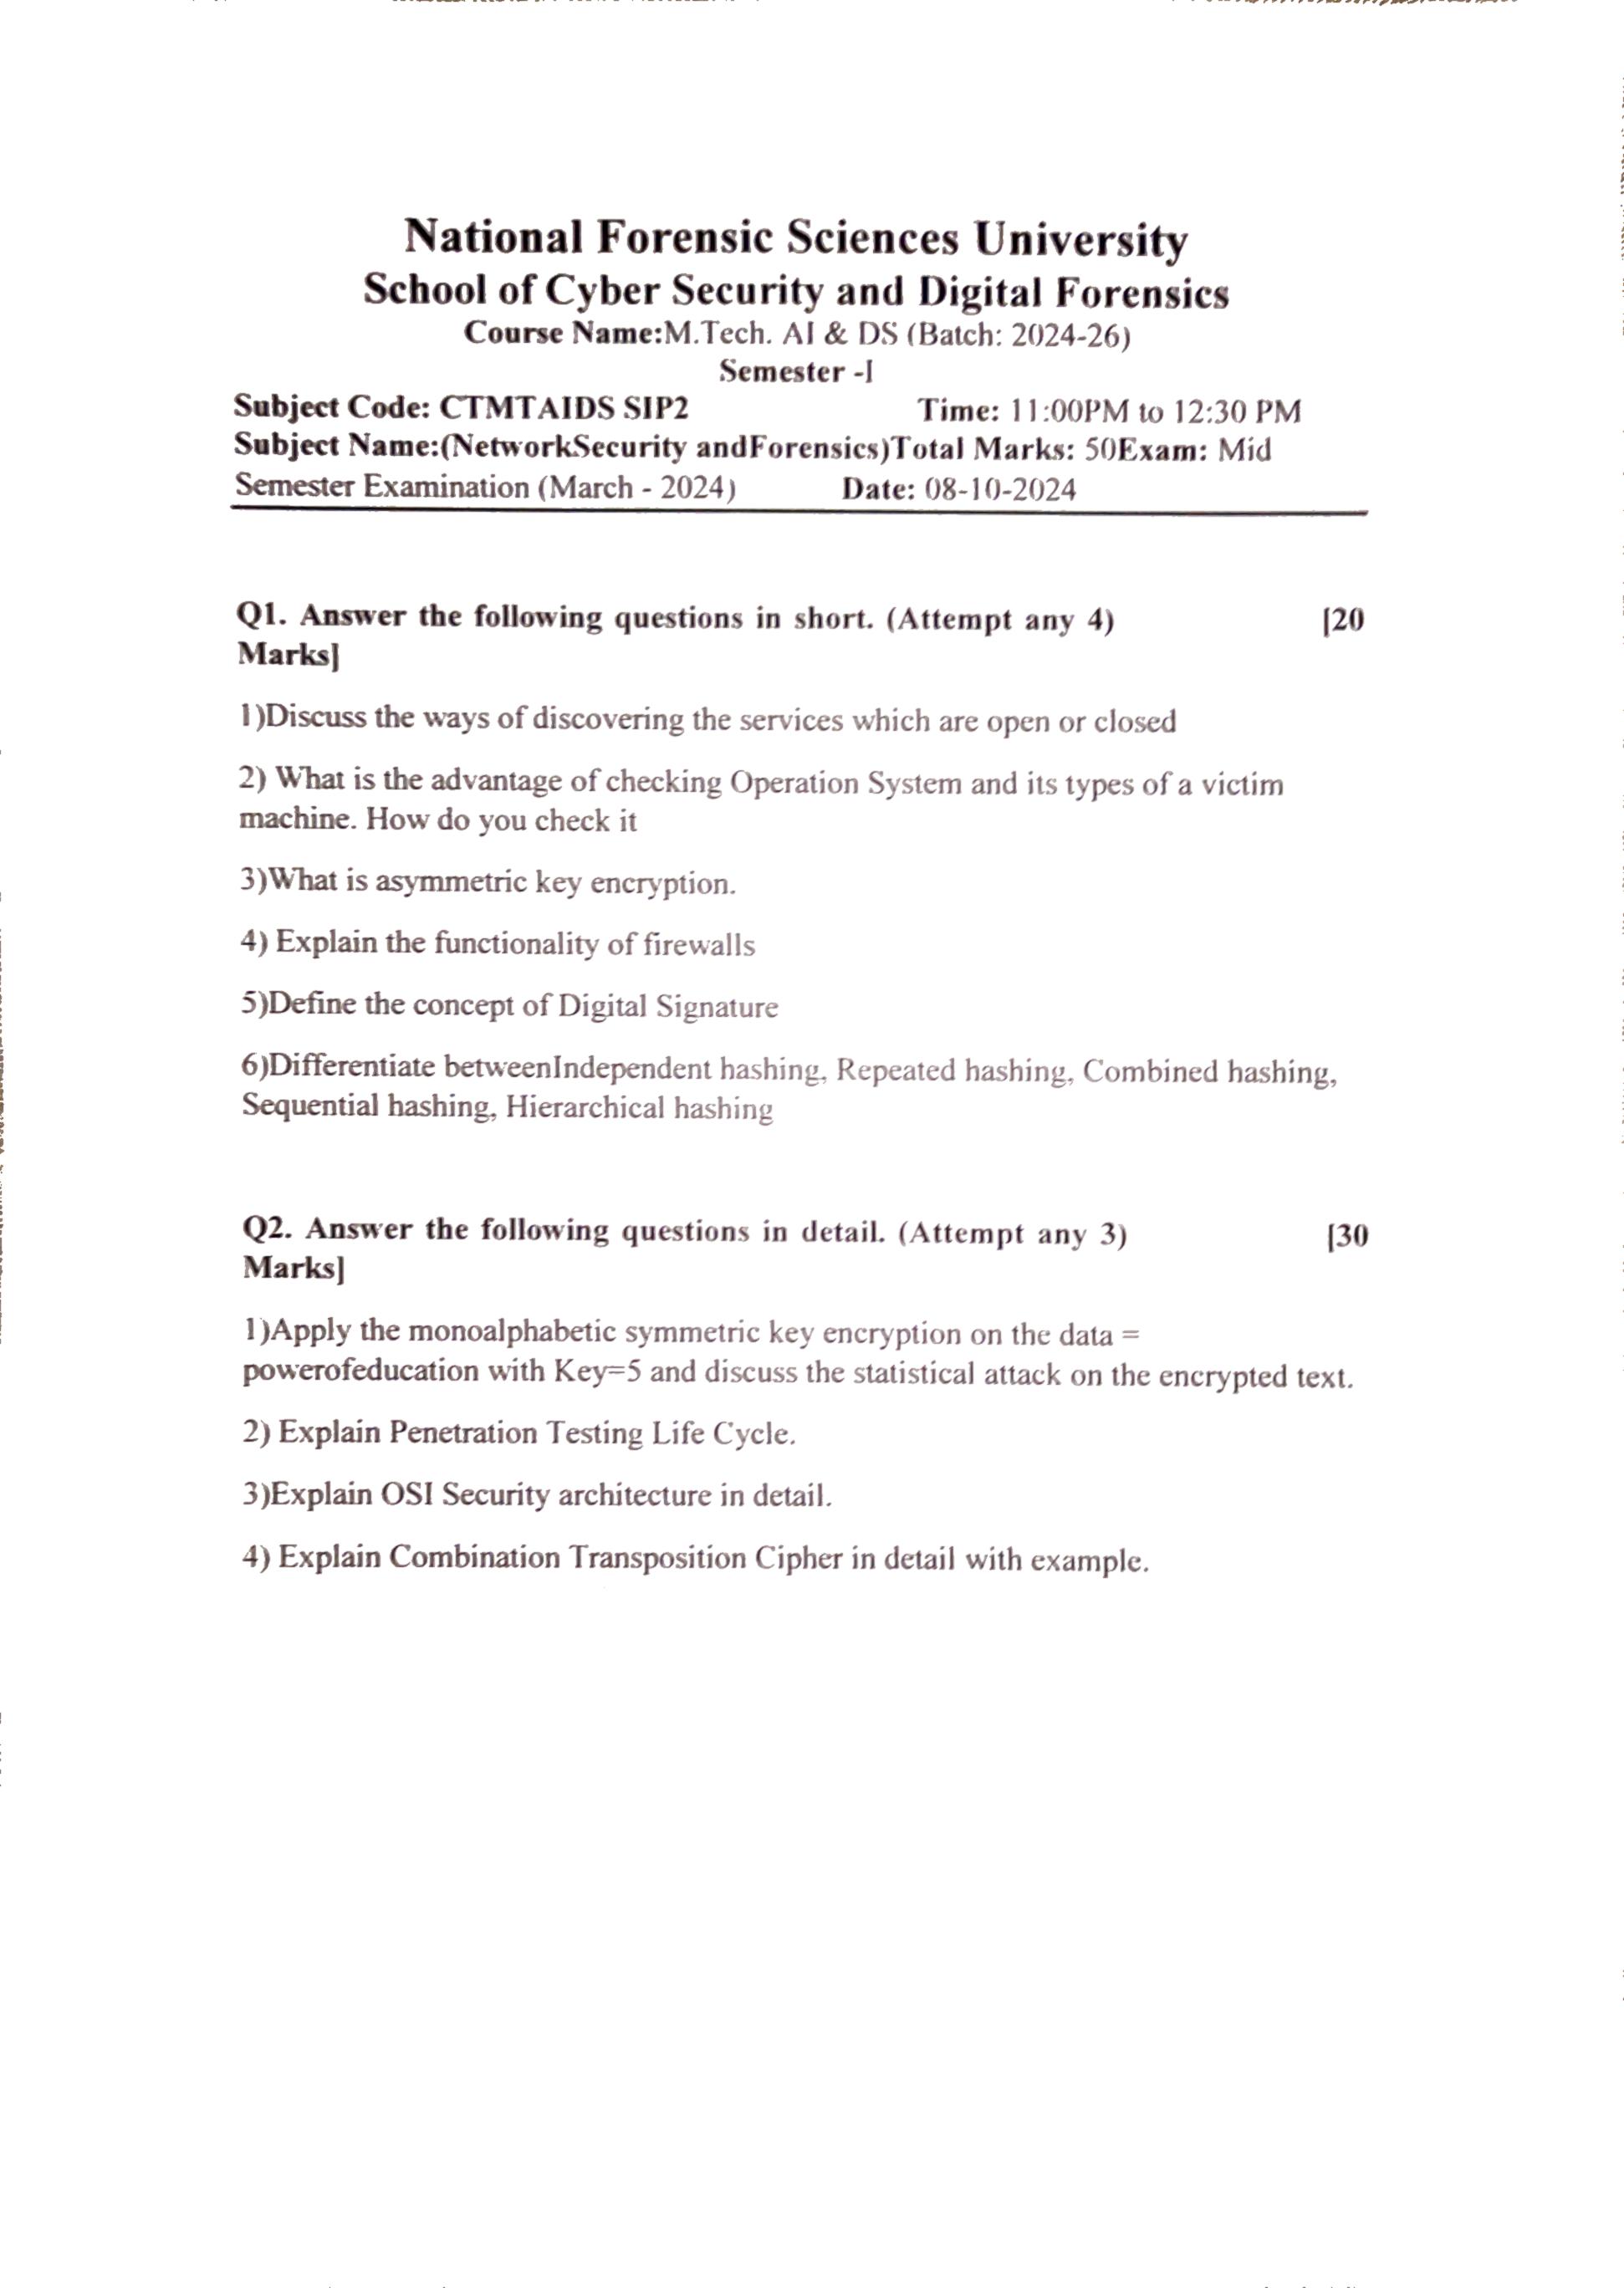 National Forensic Sciences University
School of Cyber Security and Digital Forensics
Course Name:M.Tech. AI & DS (Batch: 2024-26)
Semester -I
Subject Code: CTMTAIDS SIP2 Time: 11:00PM to 12:30 PM
Subject Name:(NetworkSecurity andForensics)Total Marks: 50Exam: Mid
Semester Examination (March - 2024) Date: 08-10-2024
Q1. Answer the following questions in short. (Attempt any 4) [20
Marks]
1)Discuss the ways of discovering the services which are open or closed
2) What is the advantage of checking Operation System and its types of a victim
machine. How do you check it
3)What is asymmetric key encryption.
4) Explain the functionality of firewalls
5)Define the concept of Digital Signature
6)Differentiate betweenIndependent hashing, Repeated hashing, Combined hashing,
Sequential hashing, Hierarchical hashing
Q2. Answer the following questions in detail. (Attempt any 3) [30
Marks]
1)Apply the monoalphabetic symmetric key encryption on the data =
powerofeducation with Key=5 and discuss the statistical attack on the encrypted text.
2) Explain Penetration Testing Life Cycle.
3)Explain OSI Security architecture in detail.
4) Explain Combination Transposition Cipher in detail with example.